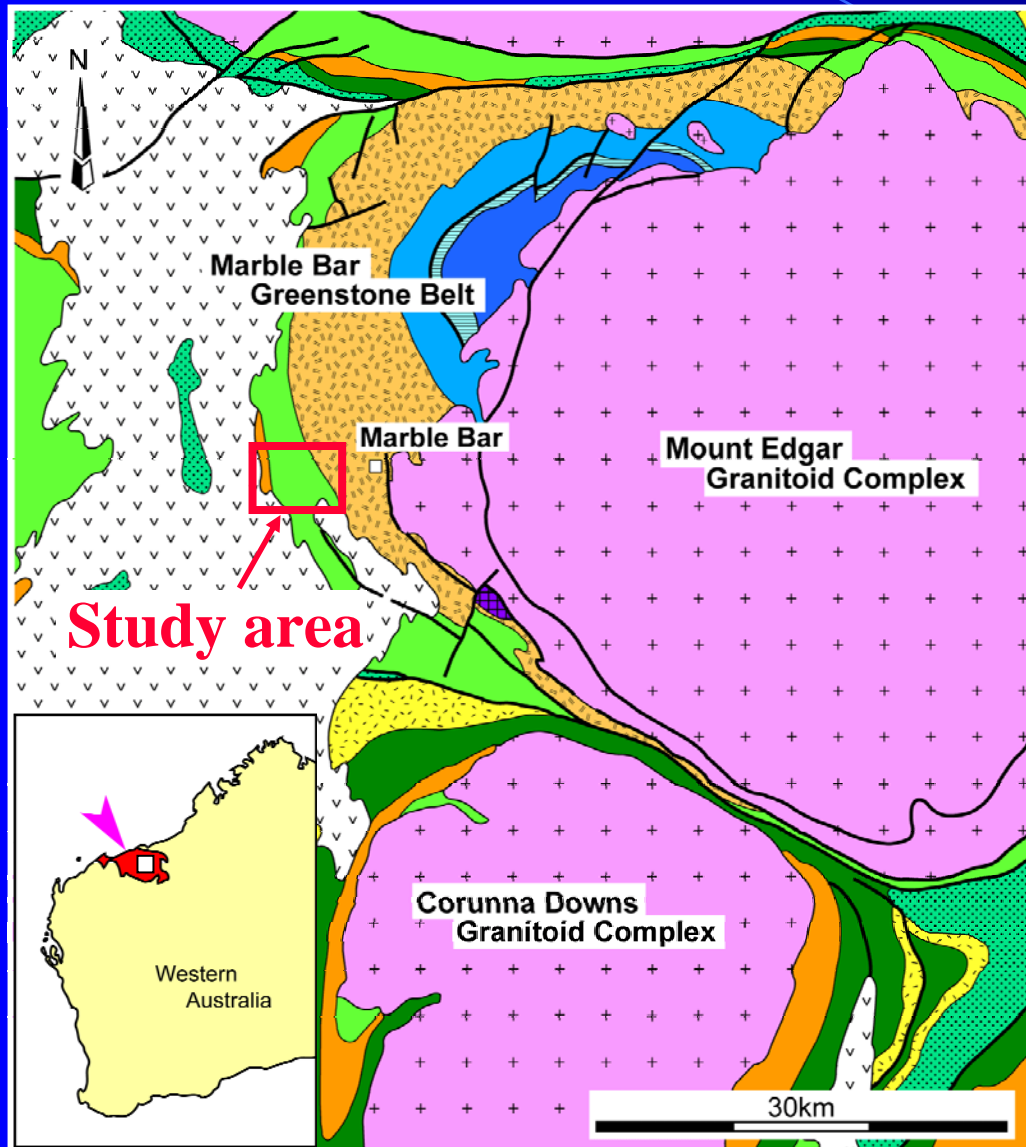 N
Marble Bar
Greenstone Belt
Marble Bar
Mount Edgar
Granitoid Complex
Study area
Corunna Downs
Granitoid Complex
Western
Australia
30km